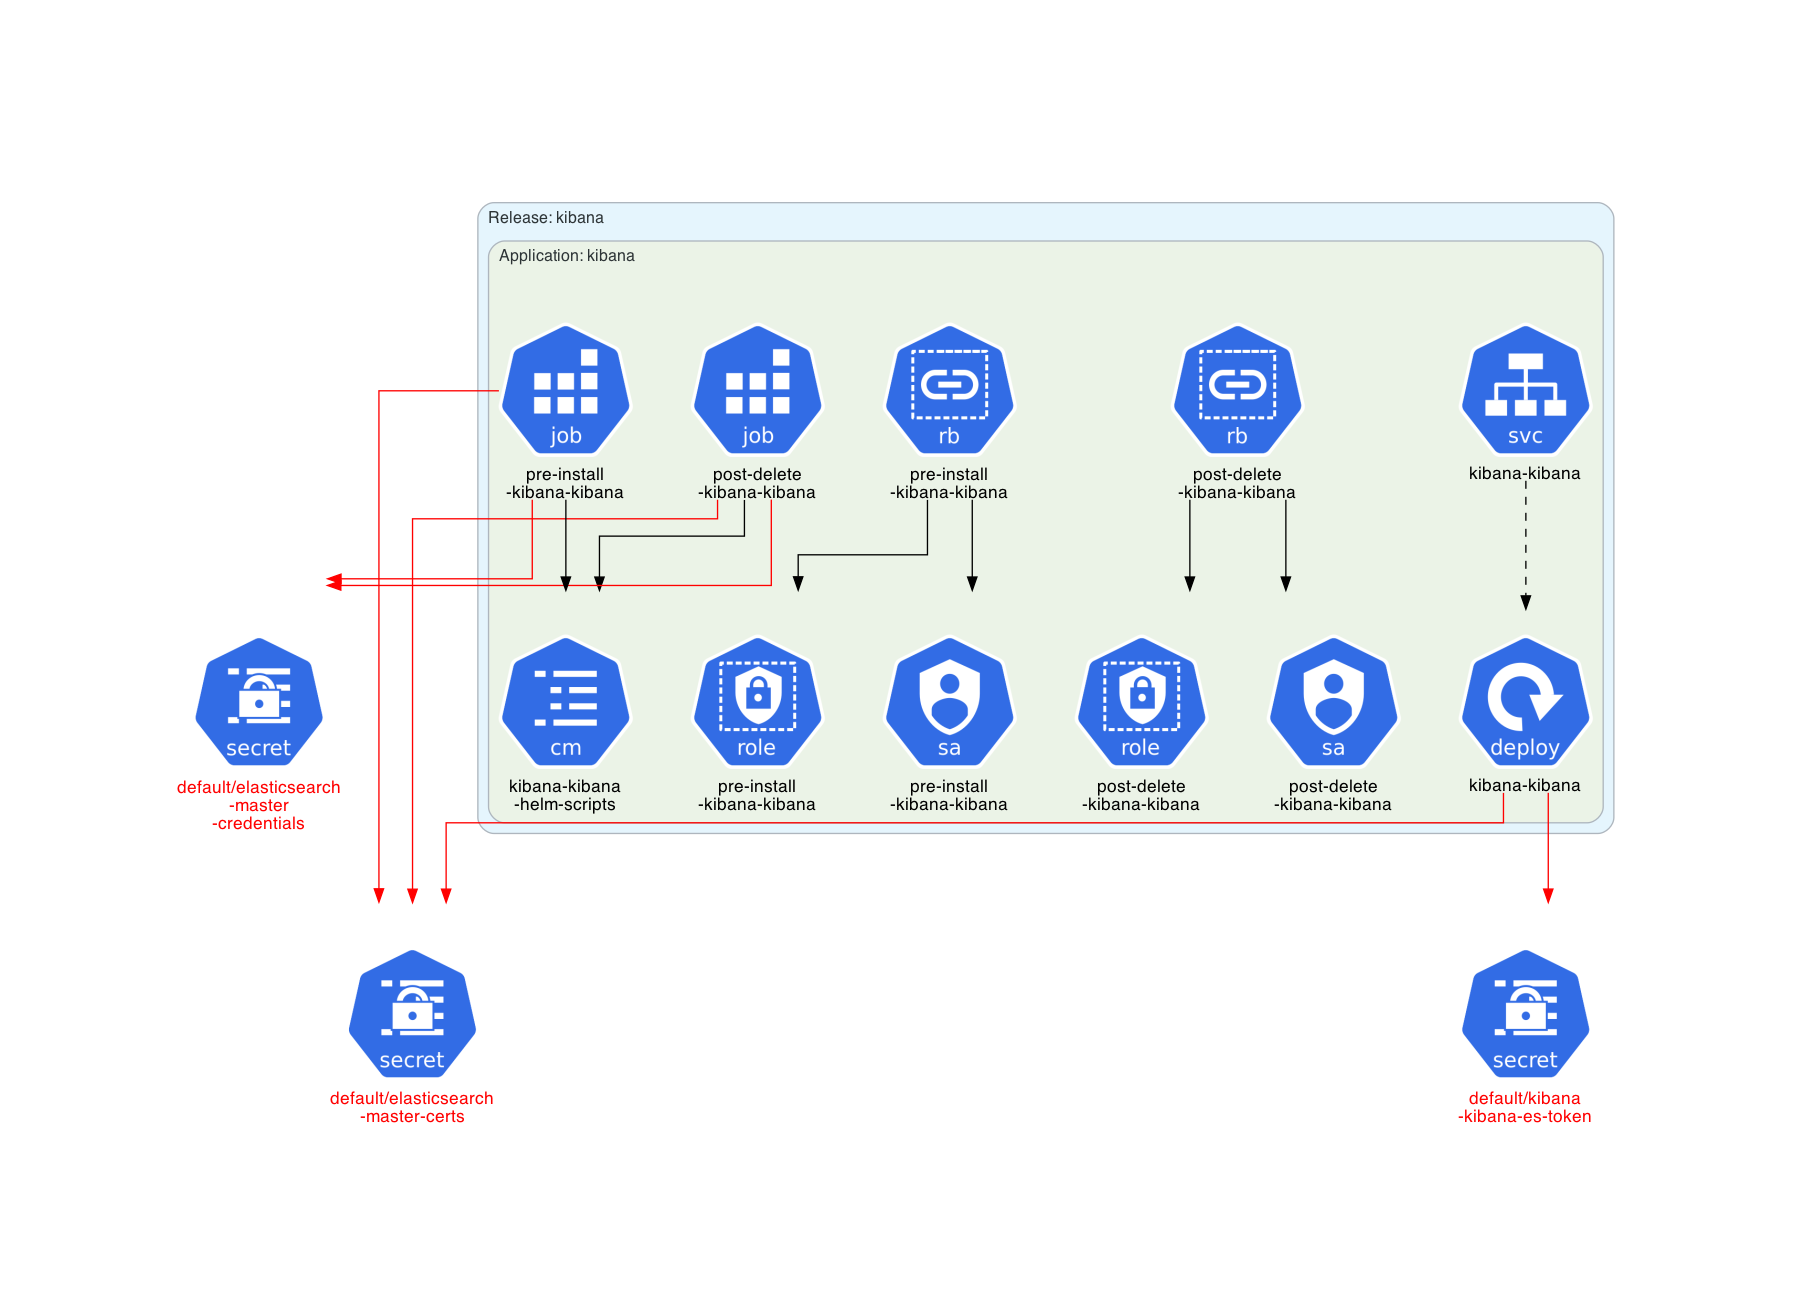 Release: kibana
Application: kibana
job
pre-install
-kibana-kibana
job
post-delete
-kibana-kibana
rb
pre-install
-kibana-kibana
rb
post-delete
-kibana-kibana
svc
kibana-kibana
secret
default/elasticsearch
-master
-credentials
cm
kibana-kibana
-helm-scripts
role
pre-install
-kibana-kibana
sa
pre-install
-kibana-kibana
role
post-delete
-kibana-kibana
sa
post-delete
-kibana-kibana
deploy
kibana-kibana
secret
default/elasticsearch
-master-certs
secret
default/kibana
-kibana-es-token